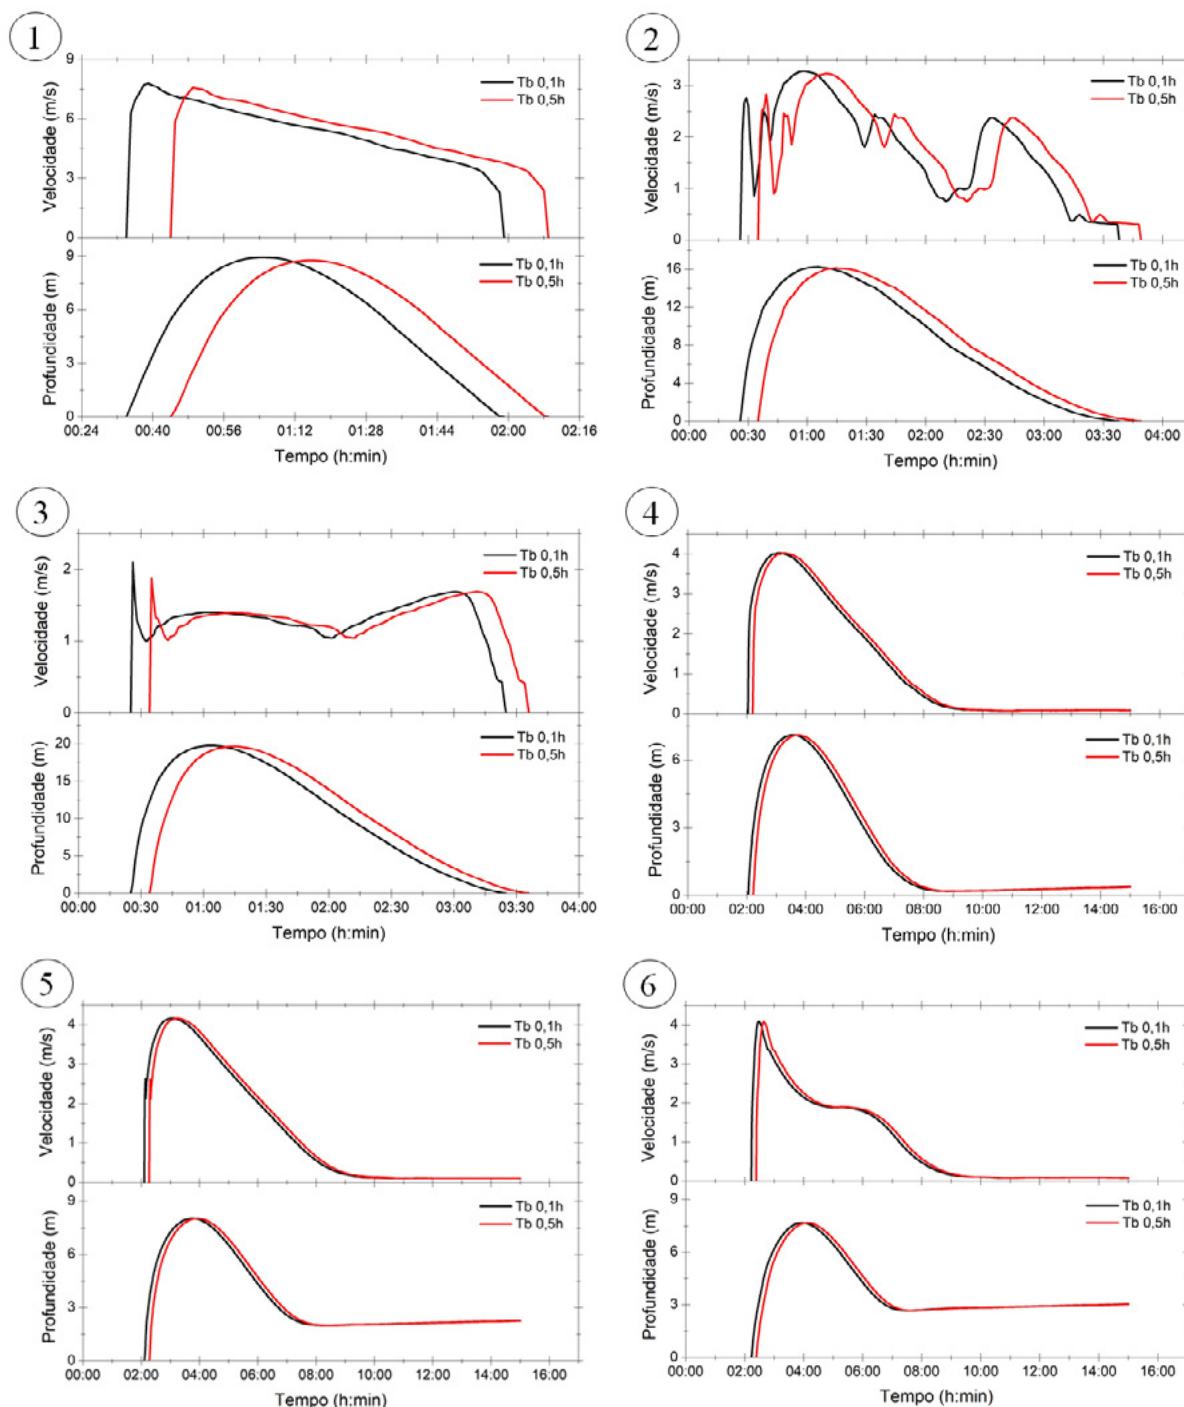 1
Velocidade (m/s)
9
6
3
0
Tb 0,1h
Tb 0,5h
Profundidade (m)
9
6
3
0
Tb 0,1h
Tb 0,5h
00:24 00:40 00:56 01:12 01:28 01:44 02:00 02:16
Tempo (h:min)
2
Velocidade (m/s)
3
2
1
0
Tb 0,1h
Tb 0,5h
Profundidade (m)
16
12
8
4
0
Tb 0,1h
Tb 0,5h
00:00 00:30 01:00 01:30 02:00 02:30 03:00 03:30 04:00
Tempo (h:min)
3
Velocidade (m/s)
2
1
0
Tb 0,1h
Tb 0,5h
Profundidade (m)
20
15
10
5
0
Tb 0,1h
Tb 0,5h
00:00 00:30 01:00 01:30 02:00 02:30 03:00 03:30 04:00
Tempo (h:min)
4
Velocidade (m/s)
4
3
2
1
0
Tb 0,1h
Tb 0,5h
Profundidade (m)
6
3
0
Tb 0,1h
Tb 0,5h
00:00 02:00 04:00 06:00 08:00 10:00 12:00 14:00 16:00
Tempo (h:min)
5
Velocidade (m/s)
4
3
2
1
0
Tb 0,1h
Tb 0,5h
Profundidade (m)
9
6
3
0
Tb 0,1h
Tb 0,5h
00:00 02:00 04:00 06:00 08:00 10:00 12:00 14:00 16:00
Tempo (h:min)
6
Velocidade (m/s)
4
3
2
1
0
Tb 0,1h
Tb 0,5h
Profundidade (m)
9
6
3
0
Tb 0,1h
Tb 0,5h
00:00 02:00 04:00 06:00 08:00 10:00 12:00 14:00 16:00
Tempo (h:min)